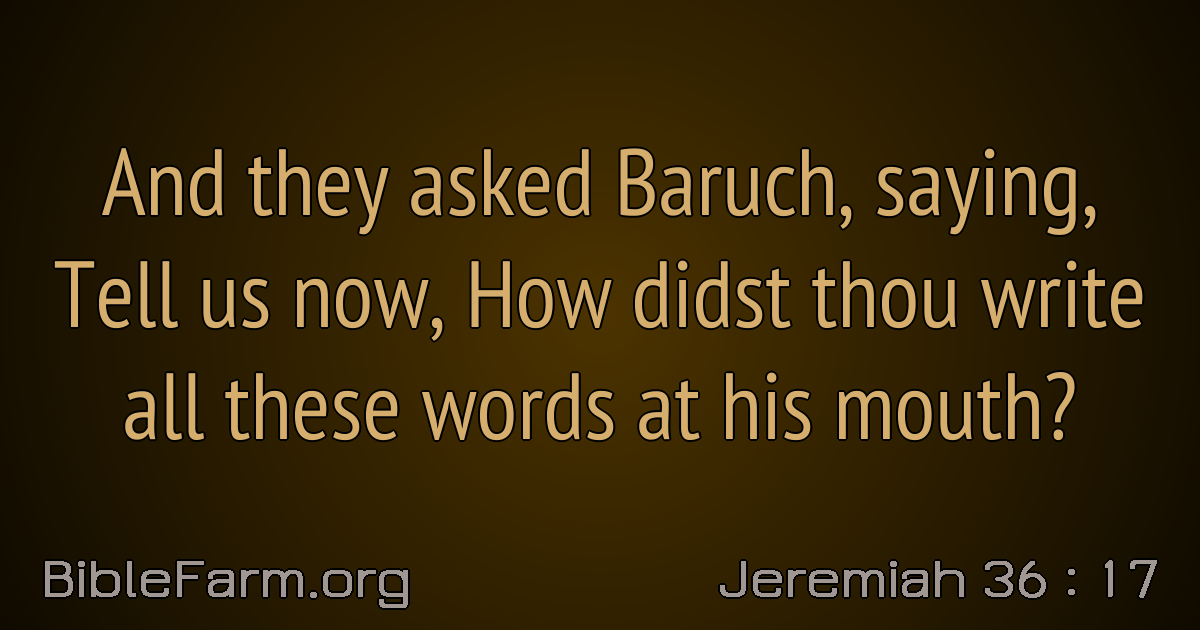 And they asked Baruch, saying,
Tell us now, How didst thou write
all these words at his mouth?
BibleFarm.org
Jeremiah 36 : 17